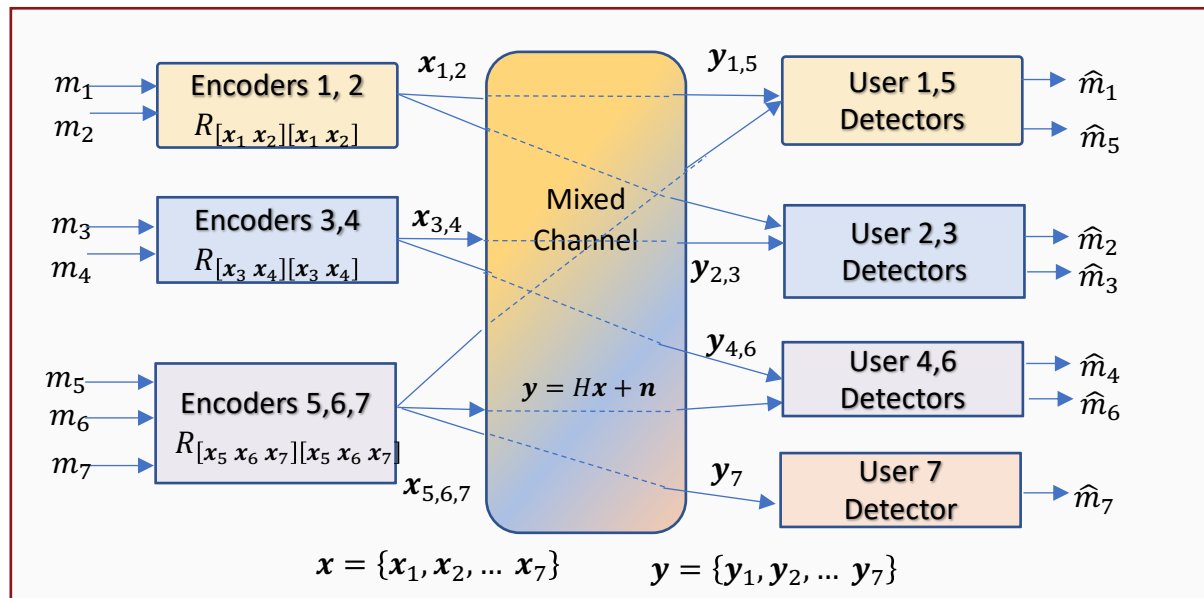 m₁
m₂
Encoders 1, 2
R[𝒙₁ 𝒙₂][𝒙₁ 𝒙₂]
𝒙₁,₂
m₃
m₄
Encoders 3,4
R[𝒙₃ 𝒙₄][𝒙₃ 𝒙₄]
𝒙₃,₄
m₅
m₆
m₇
Encoders 5,6,7
R[𝒙₅ 𝒙₆ 𝒙₇][𝒙₅ 𝒙₆ 𝒙₇]
𝒙₅,₆,₇
Mixed
Channel
𝒚 = H𝒙 + 𝒏
𝒚₁,₅
User 1,5
Detectors
m̂₁
m̂₅
𝒚₂,₃
User 2,3
Detectors
m̂₂
m̂₃
𝒚₄,₆
User 4,6
Detectors
m̂₄
m̂₆
𝒚₇
User 7
Detector
m̂₇
𝒙 = {𝒙₁, 𝒙₂, … 𝒙₇}
𝒚 = {𝒚₁, 𝒚₂, … 𝒚₇}